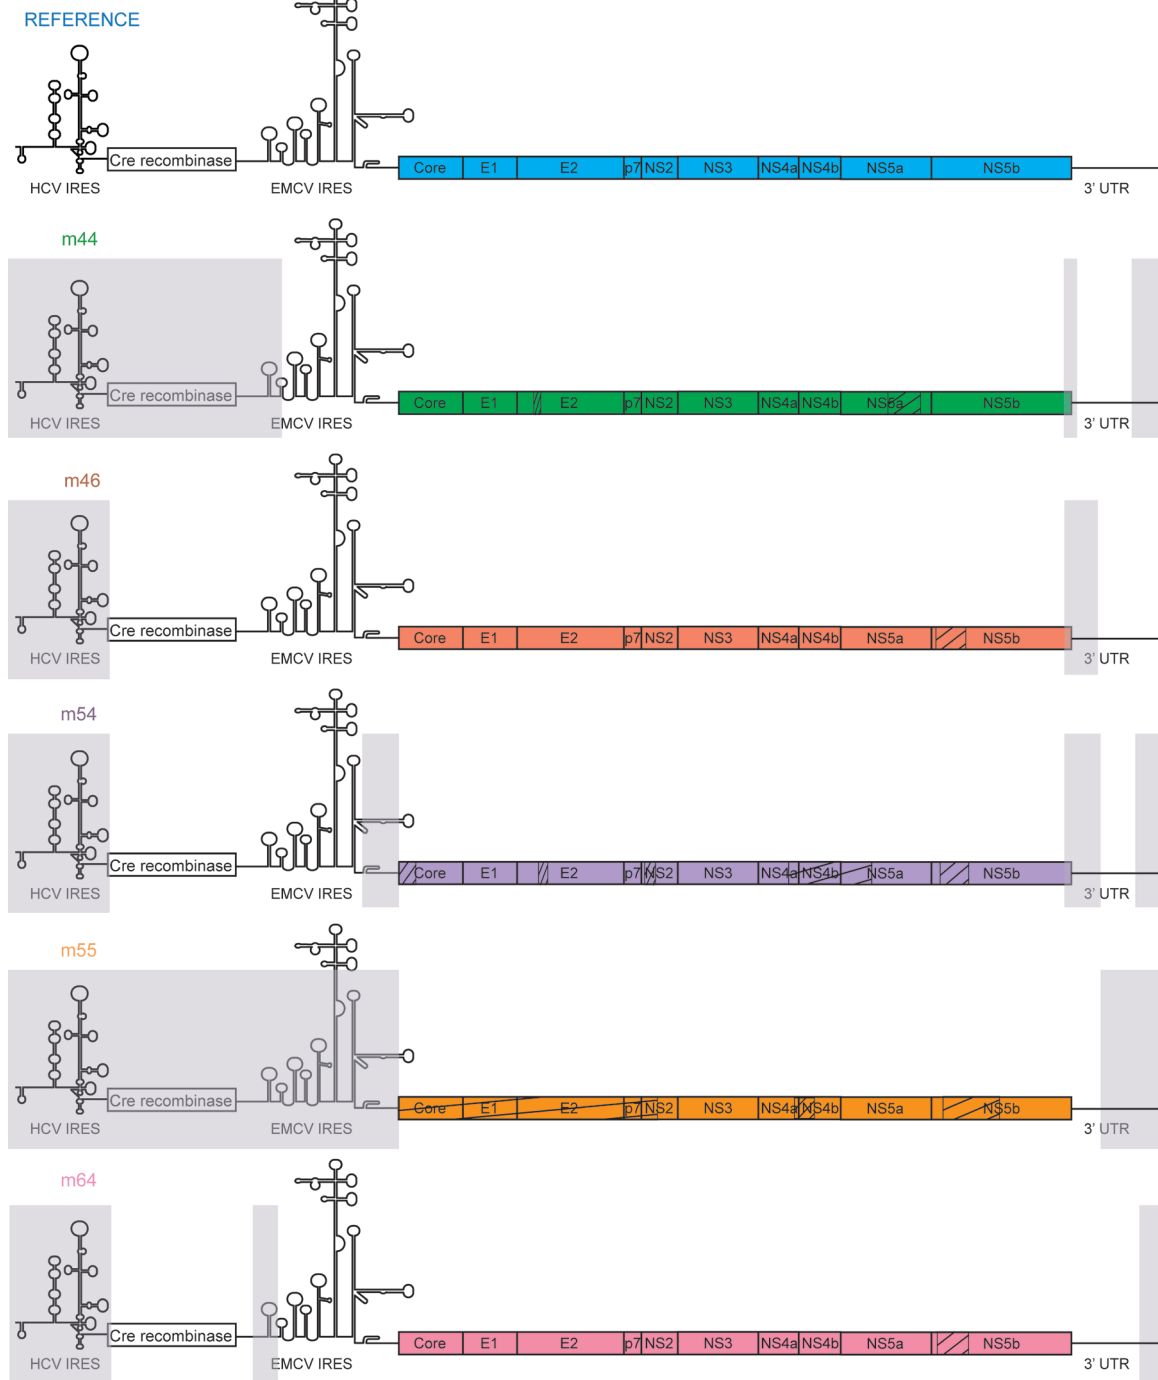 REFERENCE
Cre recombinase
Core E1 E2 p7 NS2 NS3 NS4a NS4b NS5a NS5b
HCV IRES EMCV IRES 3' UTR
m44
Cre recombinase
Core E1 E2 p7 NS2 NS3 NS4a NS4b NS5a NS5b
HCV IRES EMCV IRES 3' UTR
m46
Cre recombinase
Core E1 E2 p7 NS2 NS3 NS4a NS4b NS5a NS5b
HCV IRES EMCV IRES 3' UTR
m54
Cre recombinase
Core E1 E2 p7 NS2 NS3 NS4a NS4b NS5a NS5b
HCV IRES EMCV IRES 3' UTR
m55
Cre recombinase
Core E1 E2 p7 NS2 NS3 NS4a NS4b NS5a NS5b
HCV IRES EMCV IRES 3' UTR
m64
Cre recombinase
Core E1 E2 p7 NS2 NS3 NS4a NS4b NS5a NS5b
HCV IRES EMCV IRES 3' UTR